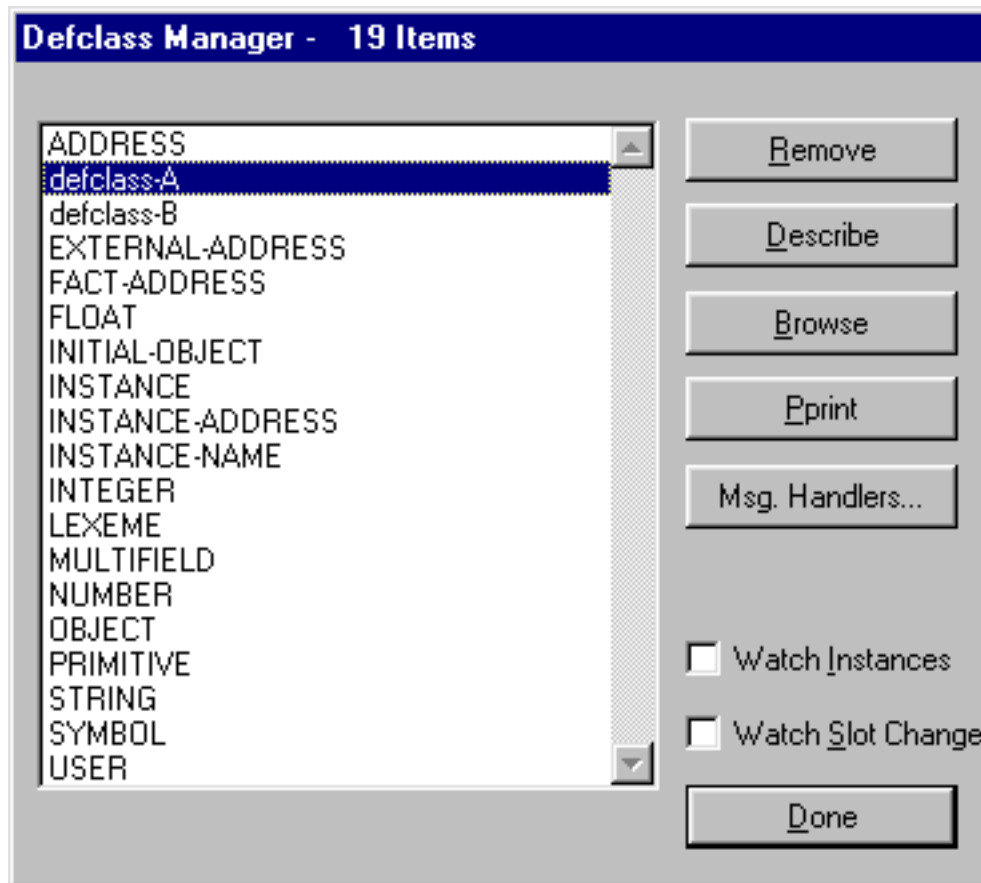 Defclass Manager -   19 Items
ADDRESS
defclass-A
defclass-B
EXTERNAL-ADDRESS
FACT-ADDRESS
FLOAT
INITIAL-OBJECT
INSTANCE
INSTANCE-ADDRESS
INSTANCE-NAME
INTEGER
LEXEME
MULTIFIELD
NUMBER
OBJECT
PRIMITIVE
STRING
SYMBOL
USER
Remove
Describe
Browse
Pprint
Msg. Handlers...
Watch Instances
Watch Slot Change
Done